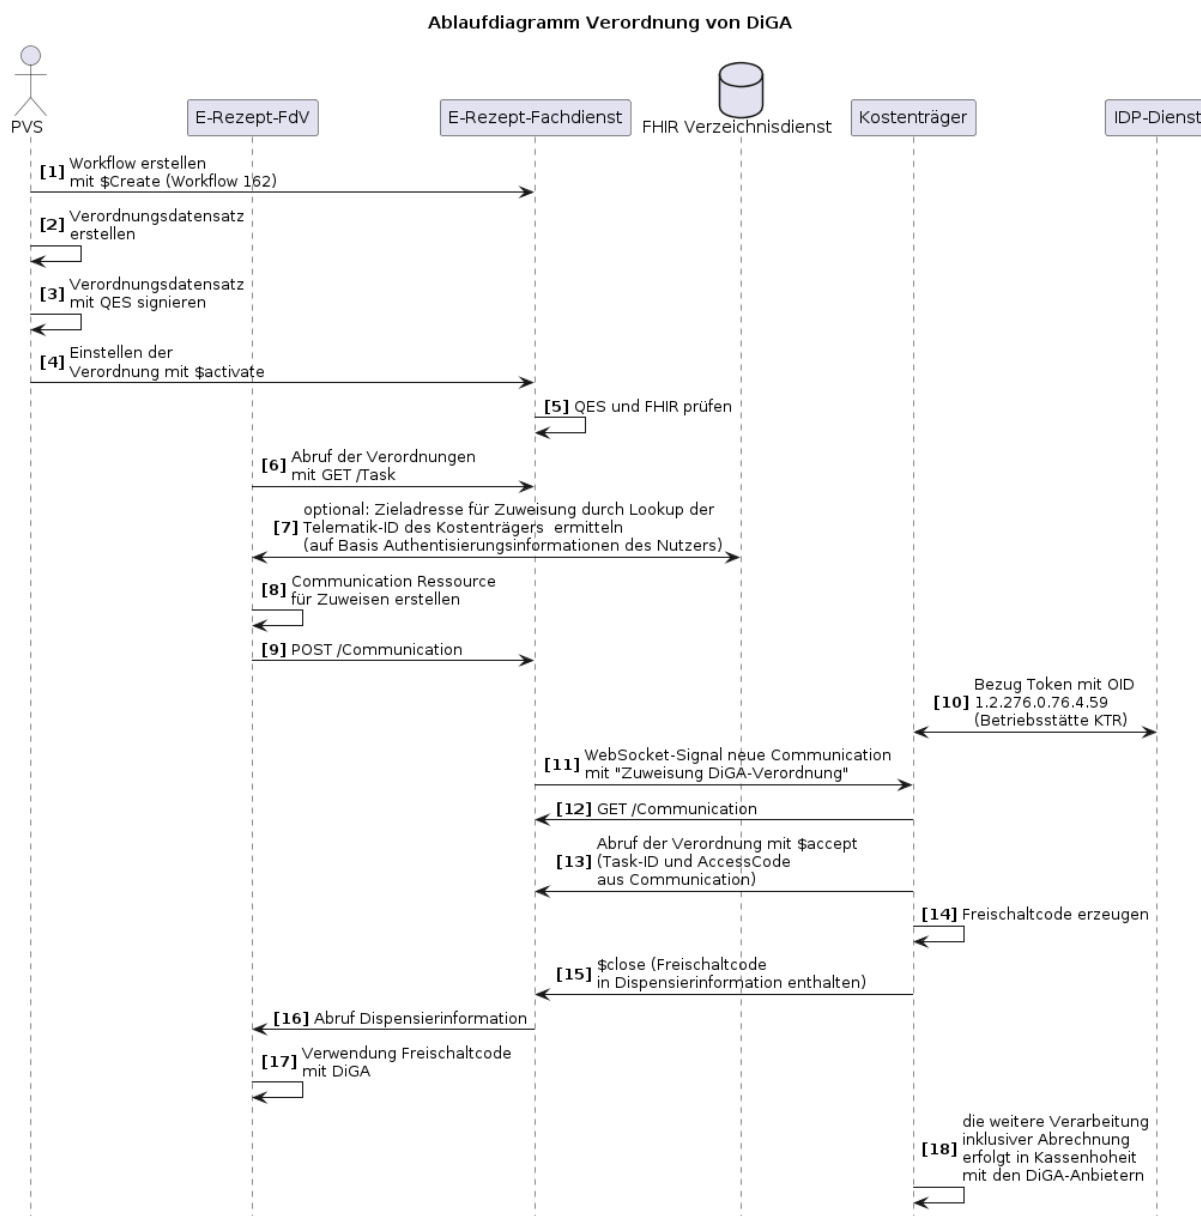 Ablaufdiagramm Verordnung von DiGA
PVS
E-Rezept-FdV
E-Rezept-Fachdienst
FHIR Verzeichnisdienst
Kostenträger
IDP-Dienst
[1] Workflow erstellen
mit $Create (Workflow 162)
[2] Verordnungsdatensatz
erstellen
[3] Verordnungsdatensatz
mit QES signieren
[4] Einstellen der
Verordnung mit $activate
[5] QES und FHIR prüfen
[6] Abruf der Verordnungen
mit GET /Task
optional: Zieladresse für Zuweisung durch Lookup der
[7] Telematik-ID des Kostenträgers  ermitteln
(auf Basis Authentisierungsinformationen des Nutzers)
[8] Communication Ressource
für Zuweisen erstellen
[9] POST /Communication
Bezug Token mit OID
[10] 1.2.276.0.76.4.59
(Betriebsstätte KTR)
[11] WebSocket-Signal neue Communication
mit "Zuweisung DiGA-Verordnung"
[12] GET /Communication
Abruf der Verordnung mit $accept
[13] (Task-ID und AccessCode
aus Communication)
[14] Freischaltcode erzeugen
[15] $close (Freischaltcode
in Dispensierinformation enthalten)
[16] Abruf Dispensierinformation
[17] Verwendung Freischaltcode
mit DiGA
die weitere Verarbeitung
inklusiver Abrechnung
[18] erfolgt in Kassenhoheit
mit den DiGA-Anbietern